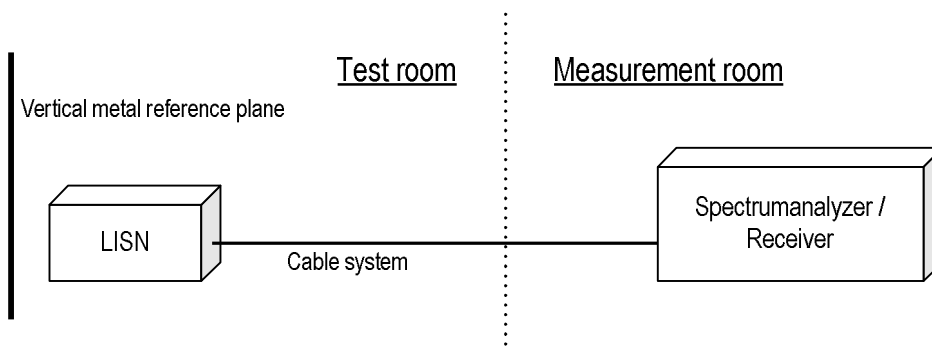 Test room
Measurement room
Vertical metal reference plane
LISN
Cable system
Spectrumanalyzer /
Receiver